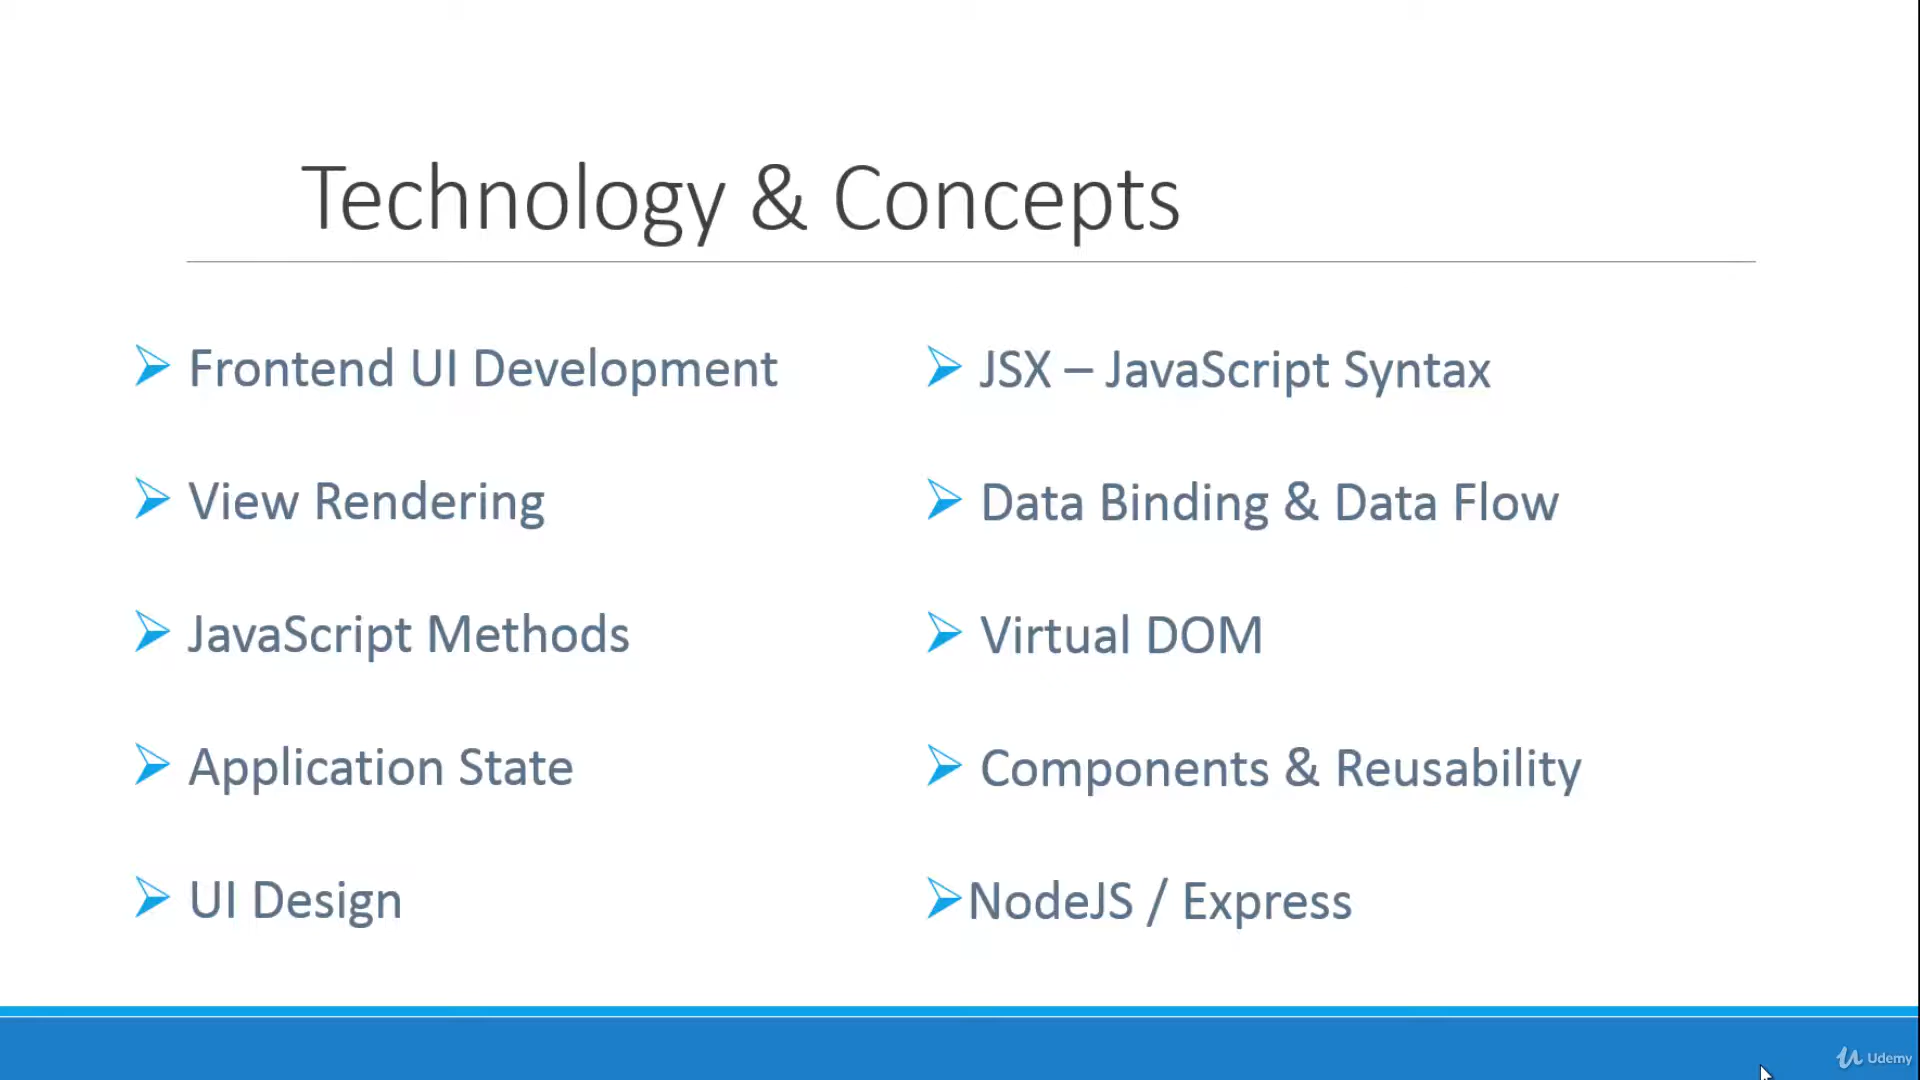 Technology & Concepts
Frontend UI Development
View Rendering
JavaScript Methods
Application State
UI Design
JSX – JavaScript Syntax
Data Binding & Data Flow
Virtual DOM
Components & Reusability
NodeJS / Express
Udemy